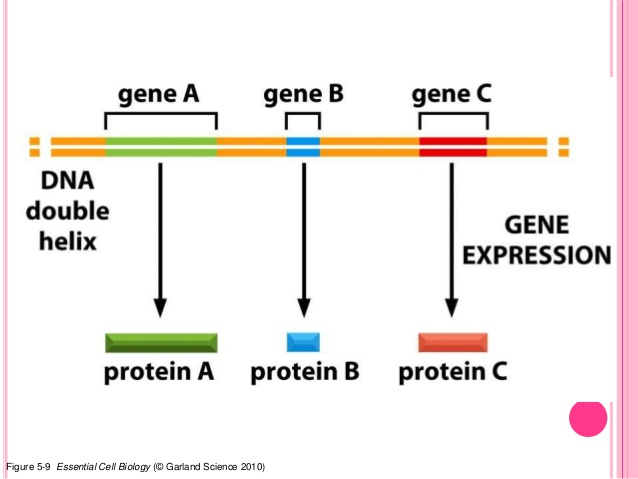 gene A
gene B
gene C
DNA
double
helix
GENE
EXPRESSION
protein A
protein B
protein C
Figure 5-9 Essential Cell Biology (© Garland Science 2010)